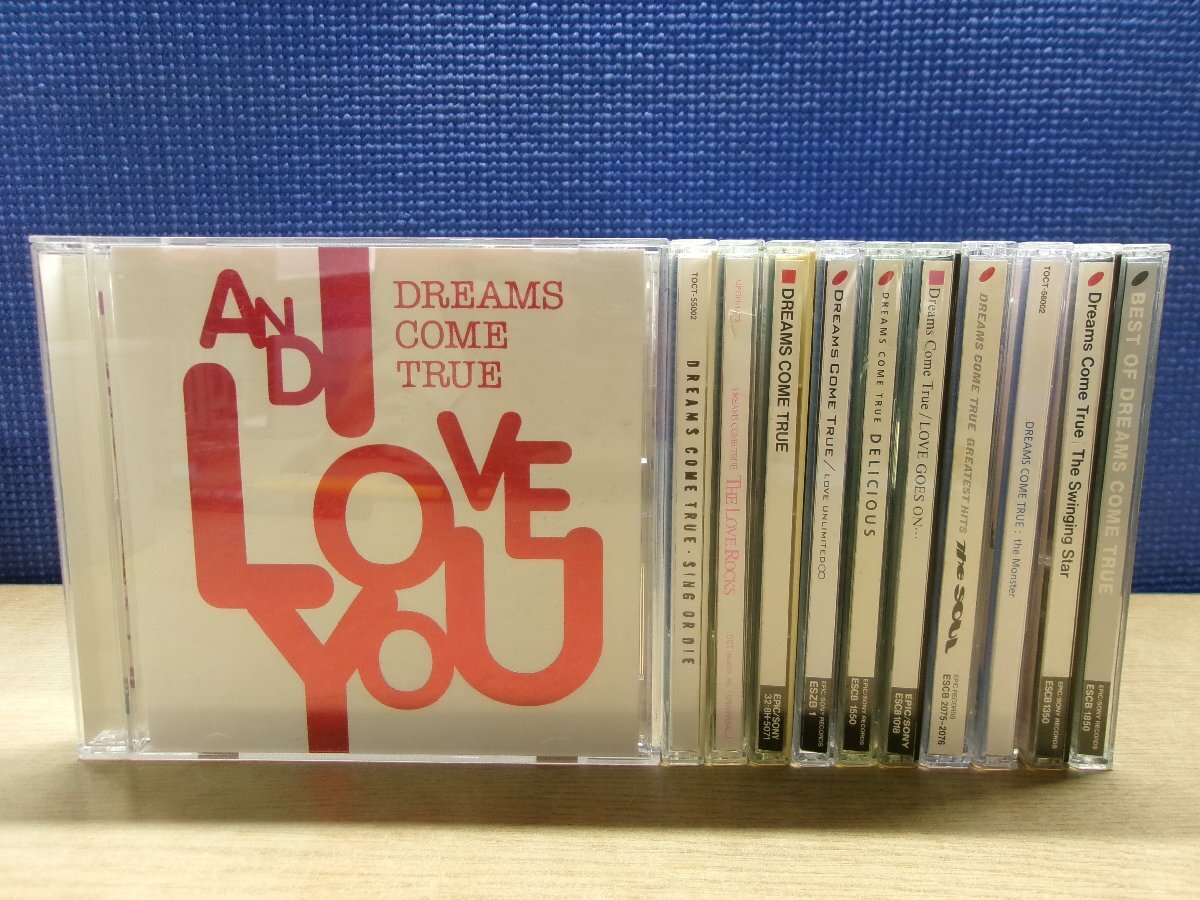 AND I
LOVE
YOU
DREAMS
COME
TRUE
TOCT-55002
DREAMS COME TRUE · SING OR DIE
DREAMS COME TRUE THE LOVE ROCKS
DREAMS COME TRUE
EPIC/SONY
32·8H-5071
DREAMS COME TRUE / LOVE UNLIMITED∞
EPIC/SONY RECORDS
ESZB 1
DREAMS COME TRUE DELICIOUS
EPIC/SONY RECORDS
ESCB 1550
Dreams Come True / LOVE GOES ON…
EPIC/SONY
ESCB 1018
DREAMS COME TRUE GREATEST HITS The SOUL
EPIC RECORDS
ESCB 2075~2076
TOCT-56002
DREAMS COME TRUE: the Monster
Dreams Come True The Swinging Star
EPIC/SONY RECORDS
ESCB 1350
BEST OF DREAMS COME TRUE
EPIC/SONY RECORDS
ESCB 1850